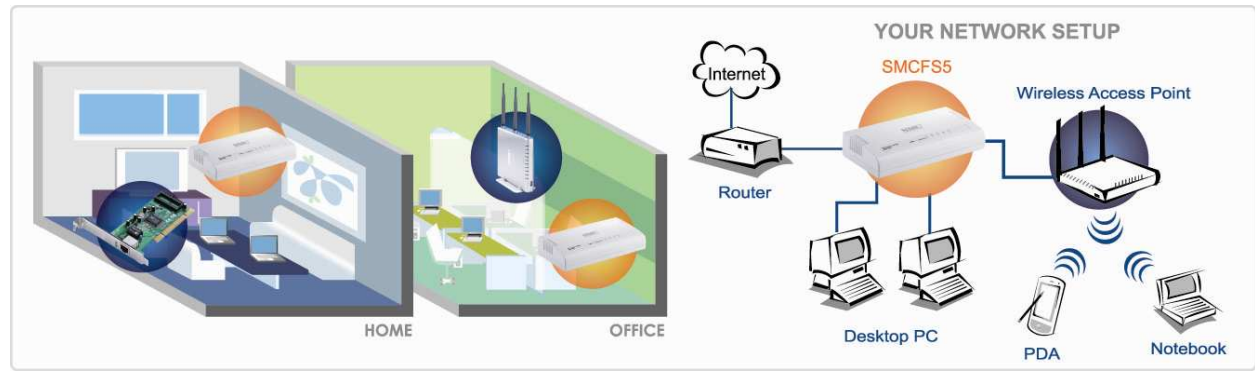 YOUR NETWORK SETUP
SMCFS5
Internet
Wireless Access Point
Router
Desktop PC
PDA
Notebook
HOME
OFFICE